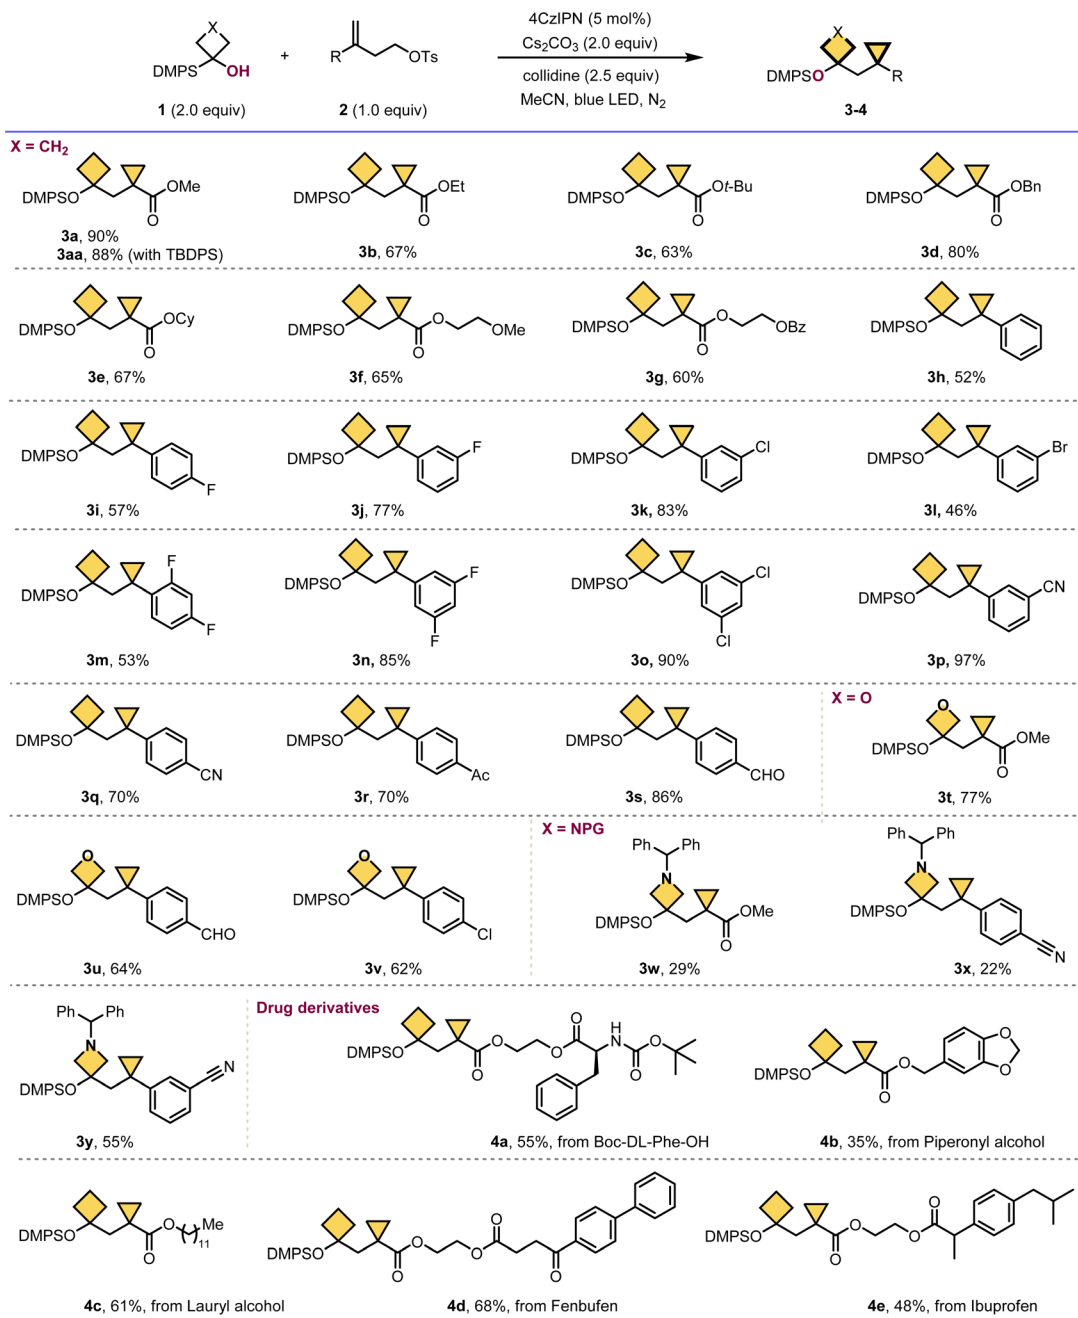 4CzIPN (5 mol%)
Cs2CO3 (2.0 equiv)
collidine (2.5 equiv)
MeCN, blue LED, N2
X
DMPS OH
+
R OTs
X
DMPSO R
1 (2.0 equiv)
2 (1.0 equiv)
3-4
X = CH2
DMPSO OMe O
DMPSO OEt O
DMPSO Ot-Bu O
DMPSO OBn O
3a, 90%
3aa, 88% (with TBDPS)
3b, 67%
3c, 63%
3d, 80%
DMPSO OCy O
DMPSO O O OMe
DMPSO O O OBz
DMPSO
3e, 67%
3f, 65%
3g, 60%
3h, 52%
DMPSO F
DMPSO F
DMPSO Cl
DMPSO Br
3i, 57%
3j, 77%
3k, 83%
3l, 46%
DMPSO F F
DMPSO F F
DMPSO Cl Cl
DMPSO CN
3m, 53%
3n, 85%
3o, 90%
3p, 97%
X = O
DMPSO CN
DMPSO Ac
DMPSO CHO
O DMPSO OMe O
3q, 70%
3r, 70%
3s, 86%
3t, 77%
X = NPG
O DMPSO CHO
O DMPSO Cl
Ph Ph N DMPSO OMe O
Ph Ph N DMPSO N
3u, 64%
3v, 62%
3w, 29%
3x, 22%
Drug derivatives
Ph Ph N DMPSO N
DMPSO O O O O H N O O
DMPSO O O O O
3y, 55%
4a, 55%, from Boc-DL-Phe-OH
4b, 35%, from Piperonyl alcohol
DMPSO O O Me 11
DMPSO O O O O O
DMPSO O O O O
4c, 61%, from Lauryl alcohol
4d, 68%, from Fenbufen
4e, 48%, from Ibuprofen